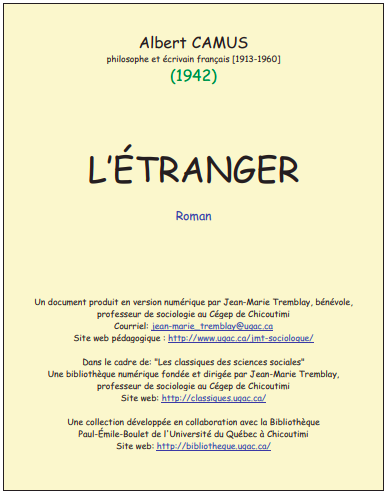 Albert CAMUS
philosophe et écrivain français [1913-1960]
(1942)
L’ÉTRANGER
Roman
Un document produit en version numérique par Jean-Marie Tremblay, bénévole,
professeur de sociologie au Cégep de Chicoutimi
Courriel: jean-marie_tremblay@uqac.ca
Site web pédagogique : http://www.uqac.ca/jmt-sociologue/
Dans le cadre de: "Les classiques des sciences sociales"
Une bibliothèque numérique fondée et dirigée par Jean-Marie Tremblay,
professeur de sociologie au Cégep de Chicoutimi
Site web: http://classiques.uqac.ca/
Une collection développée en collaboration avec la Bibliothèque
Paul-Émile-Boulet de l'Université du Québec à Chicoutimi
Site web: http://bibliotheque.uqac.ca/